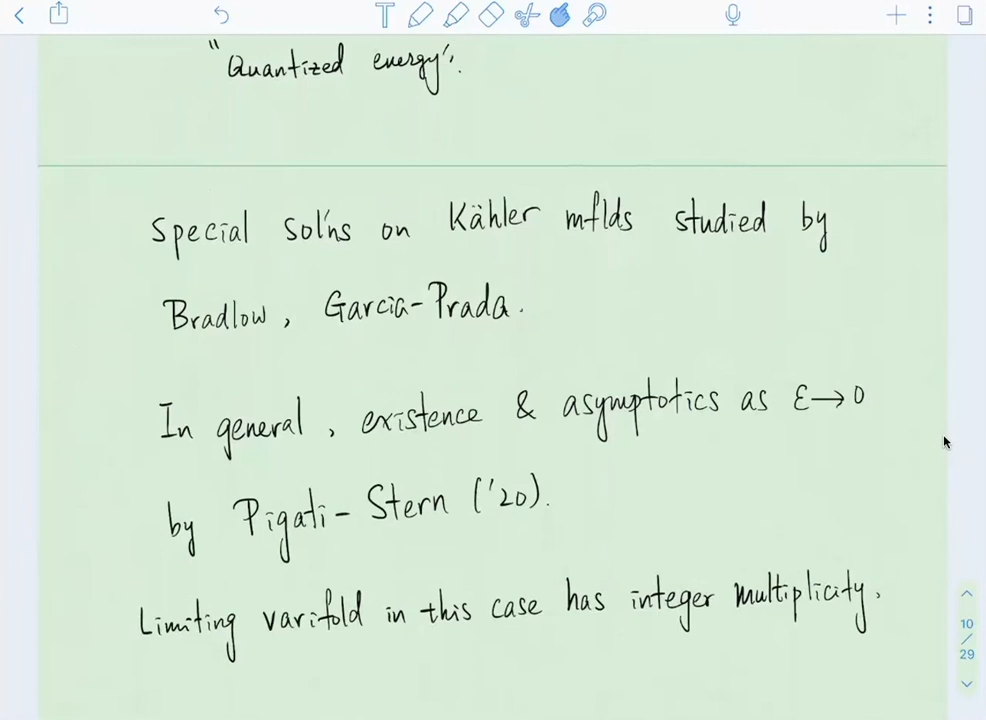 "Quantized energy".
Special sol'ns on Kähler mflds studied by
Bradlow, Garcia-Prada.
In general, existence & asymptotics as ε→0
by Pigati-Stern ('20).
Limiting varifold in this case has integer multiplicity.
10
/
29